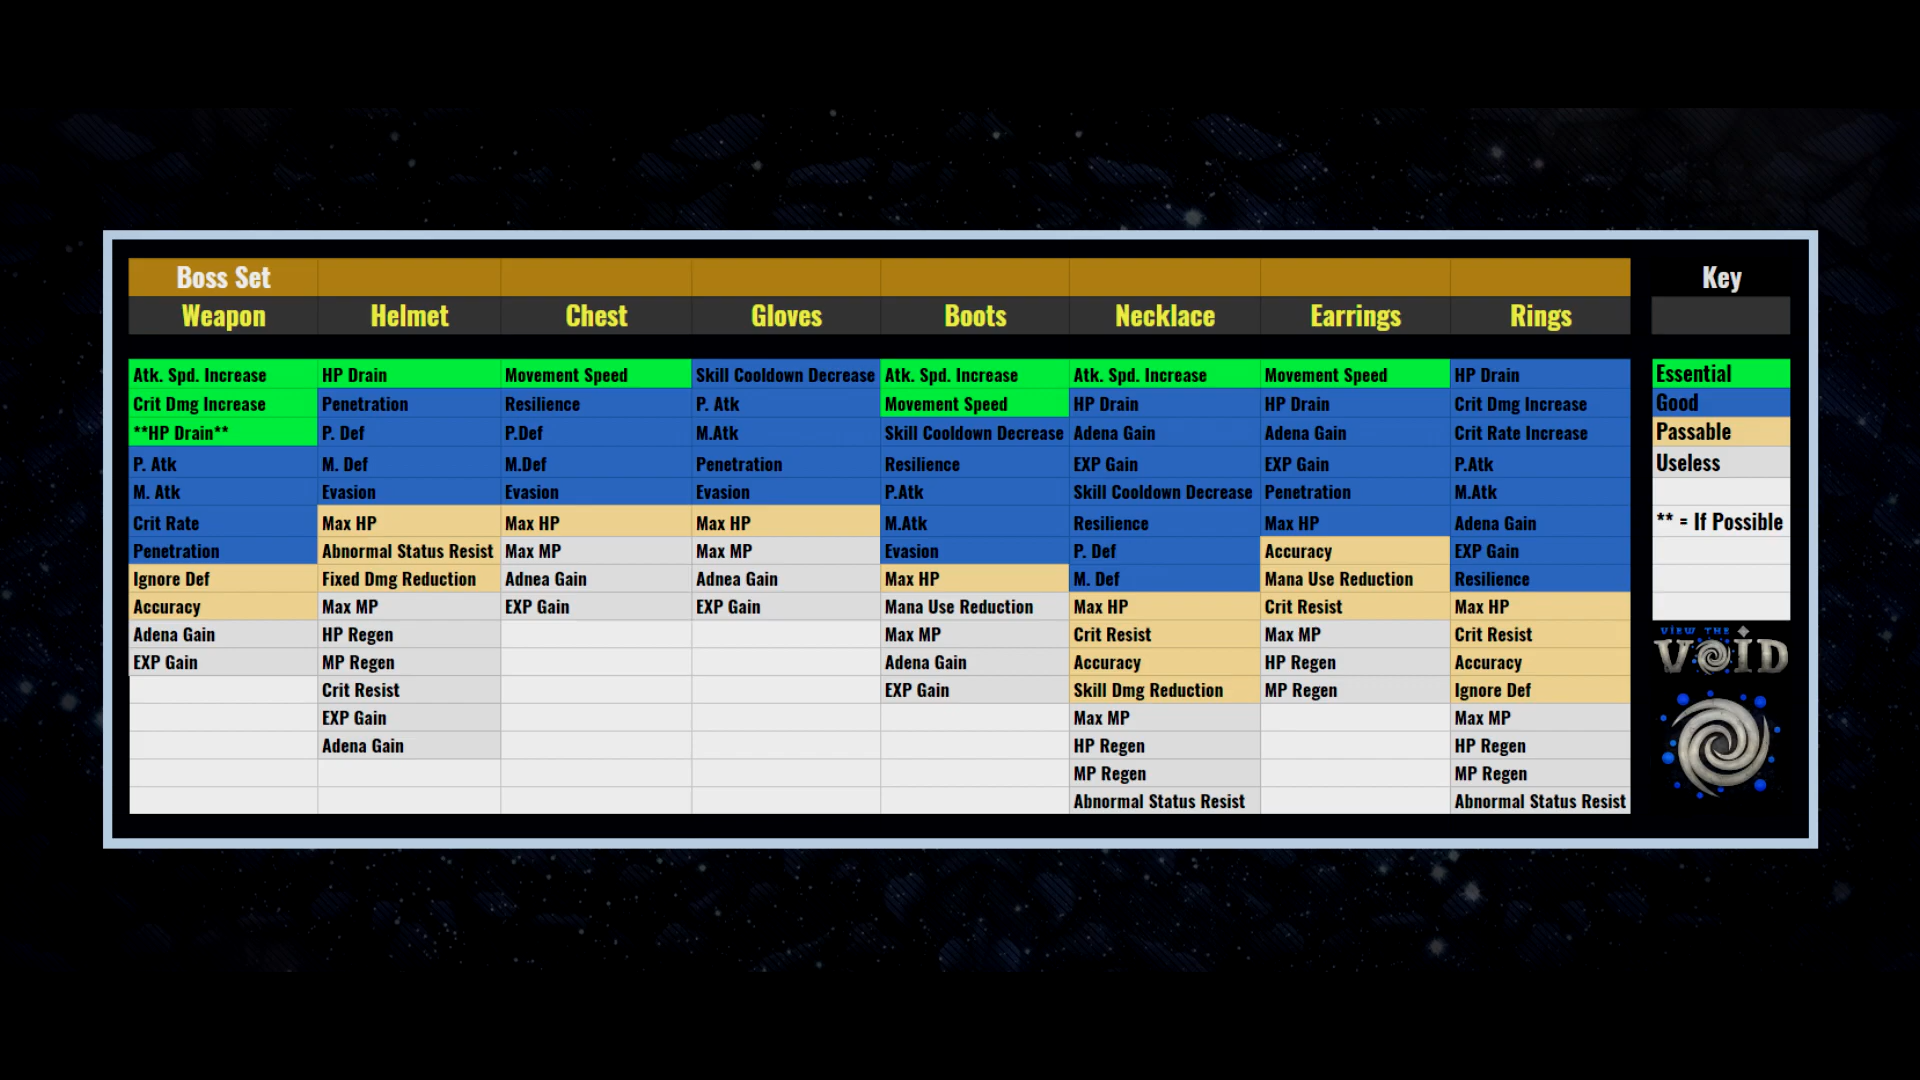 Boss Set
Key
Weapon Helmet Chest Gloves Boots Necklace Earrings Rings
Atk. Spd. Increase HP Drain Movement Speed Skill Cooldown Decrease Atk. Spd. Increase Atk. Spd. Increase Movement Speed HP Drain Essential
Crit Dmg Increase Penetration Resilience P. Atk Movement Speed HP Drain HP Drain Crit Dmg Increase Good
**HP Drain** P. Def P.Def M.Atk Skill Cooldown Decrease Adena Gain Adena Gain Crit Rate Increase Passable
P. Atk M. Def M.Def Penetration Resilience EXP Gain EXP Gain P.Atk Useless
M. Atk Evasion Evasion Evasion P.Atk Skill Cooldown Decrease Penetration M.Atk
Crit Rate Max HP Max HP Max HP M.Atk Resilience Max HP Adena Gain ** = If Possible
Penetration Abnormal Status Resist Max MP Max MP Evasion P. Def Accuracy EXP Gain
Ignore Def Fixed Dmg Reduction Adnea Gain Adnea Gain Max HP M. Def Mana Use Reduction Resilience
Accuracy Max MP EXP Gain EXP Gain Mana Use Reduction Max HP Crit Resist Max HP
Adena Gain HP Regen Max MP Crit Resist Max MP Crit Resist
EXP Gain MP Regen Adena Gain Accuracy HP Regen Accuracy
Crit Resist EXP Gain Skill Dmg Reduction MP Regen Ignore Def
EXP Gain Max MP Max MP
Adena Gain HP Regen HP Regen
MP Regen MP Regen
Abnormal Status Resist Abnormal Status Resist
VIEW THE
VOID